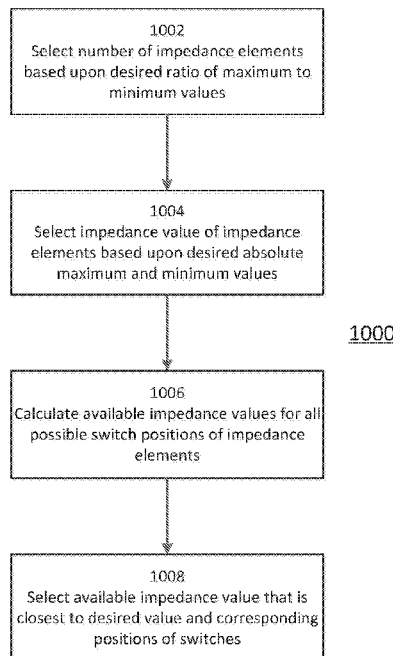 1002
Select number of impedance elements
based upon desired ratio of maximum to
minimum values
1004
Select impedance value of impedance
elements based upon desired absolute
maximum and minimum values
1000
1006
Calculate available impedance values for all
possible switch positions of impedance
elements
1008
Select available impedance value that is
closest to desired value and corresponding
positions of switches